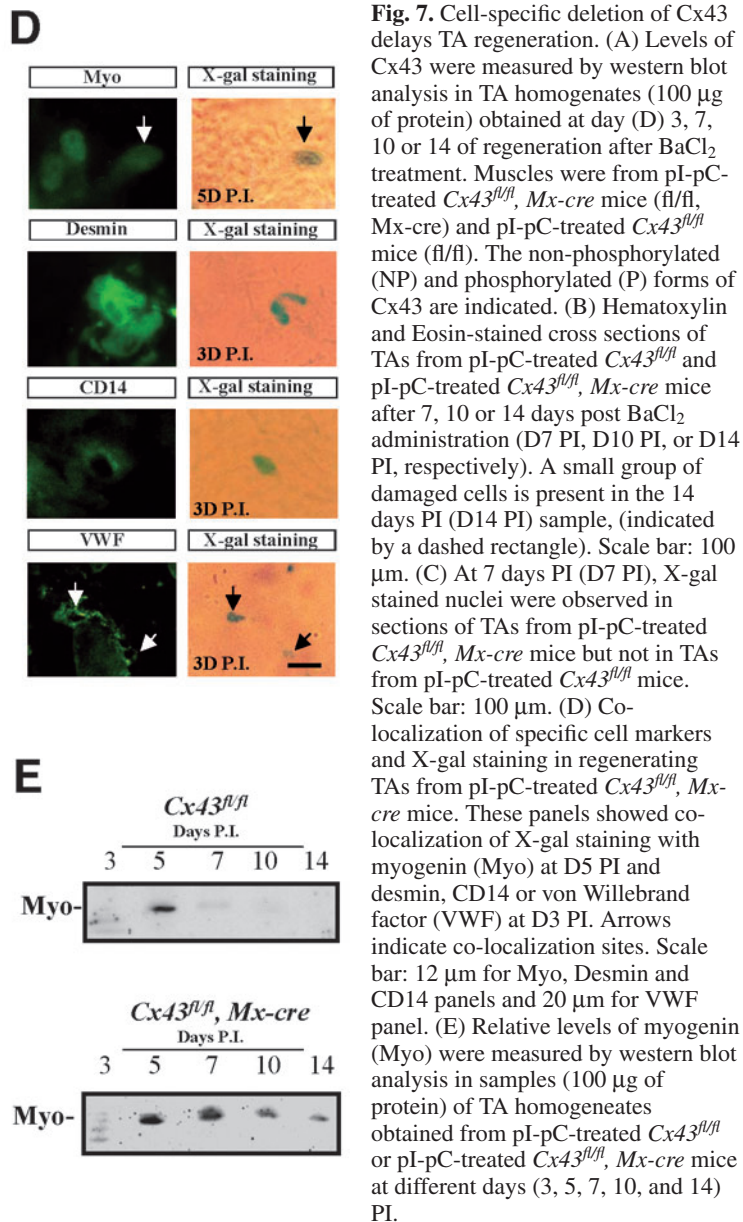 D
Myo X-gal staining
5D P.I.
Desmin X-gal staining
3D P.I.
CD14 X-gal staining
3D P.I.
VWF X-gal staining
3D P.I.
E
Cx43fl/fl
Days P.I.
3 5 7 10 14
Myo-
Cx43fl/fl, Mx-cre
Days P.I.
3 5 7 10 14
Myo-
Fig. 7. Cell-specific deletion of Cx43
delays TA regeneration. (A) Levels of
Cx43 were measured by western blot
analysis in TA homogenates (100 µg
of protein) obtained at day (D) 3, 7,
10 or 14 of regeneration after BaCl2
treatment. Muscles were from pI-pC-
treated Cx43fl/fl, Mx-cre mice (fl/fl,
Mx-cre) and pI-pC-treated Cx43fl/fl
mice (fl/fl). The non-phosphorylated
(NP) and phosphorylated (P) forms of
Cx43 are indicated. (B) Hematoxylin
and Eosin-stained cross sections of
TAs from pI-pC-treated Cx43fl/fl and
pI-pC-treated Cx43fl/fl, Mx-cre mice
after 7, 10 or 14 days post BaCl2
administration (D7 PI, D10 PI, or D14
PI, respectively). A small group of
damaged cells is present in the 14
days PI (D14 PI) sample, (indicated
by a dashed rectangle). Scale bar: 100
µm. (C) At 7 days PI (D7 PI), X-gal
stained nuclei were observed in
sections of TAs from pI-pC-treated
Cx43fl/fl, Mx-cre mice but not in TAs
from pI-pC-treated Cx43fl/fl mice.
Scale bar: 100 µm. (D) Co-
localization of specific cell markers
and X-gal staining in regenerating
TAs from pI-pC-treated Cx43fl/fl, Mx-
cre mice. These panels showed co-
localization of X-gal staining with
myogenin (Myo) at D5 PI and
desmin, CD14 or von Willebrand
factor (VWF) at D3 PI. Arrows
indicate co-localization sites. Scale
bar: 12 µm for Myo, Desmin and
CD14 panels and 20 µm for VWF
panel. (E) Relative levels of myogenin
(Myo) were measured by western blot
analysis in samples (100 µg of
protein) of TA homogeneates
obtained from pI-pC-treated Cx43fl/fl
or pI-pC-treated Cx43fl/fl, Mx-cre mice
at different days (3, 5, 7, 10, and 14)
PI.